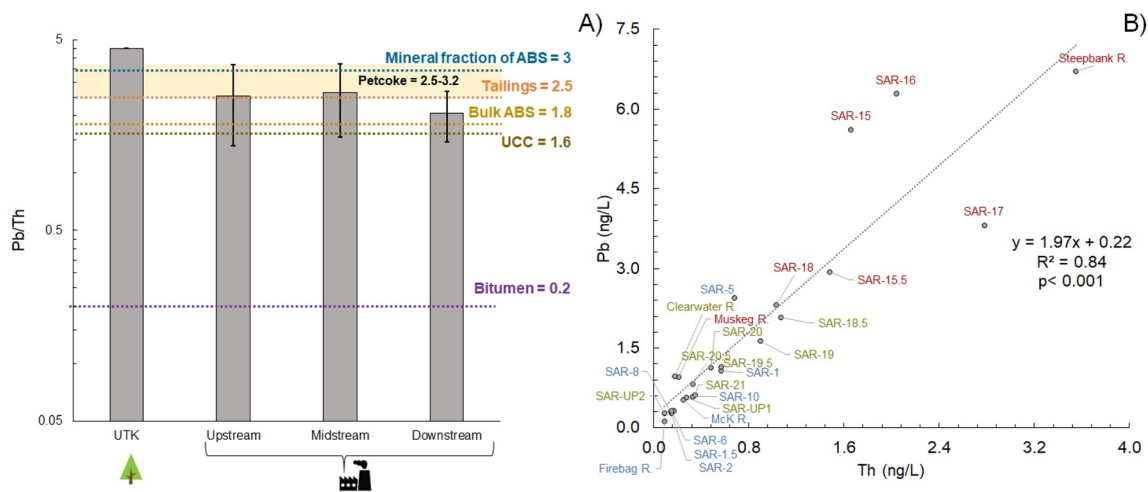 A)
5
Mineral fraction of ABS = 3
Petcoke = 2.5-3.2
Tailings = 2.5
Bulk ABS = 1.8
UCC = 1.6
Pb/Th
0.5
Bitumen = 0.2
0.05
UTK
Upstream
Midstream
Downstream
B)
7.5
Steepbank R.
SAR-16
6.0
SAR-15
Pb (ng/L)
4.5
SAR-17
y = 1.97x + 0.22
R² = 0.84
p< 0.001
3.0
SAR-18
SAR-15.5
SAR-5
Clearwater R.
Muskeg R.
SAR-18.5
SAR-20
SAR-19
1.5
SAR-20.5
SAR-19.5
SAR-8
SAR-1
SAR-21
SAR-UP2
SAR-10
SAR-UP1
McK R.
0.0
SAR-6
Firebag R.
SAR-1.5
SAR-2
0.0
0.8
1.6
2.4
3.2
4.0
Th (ng/L)